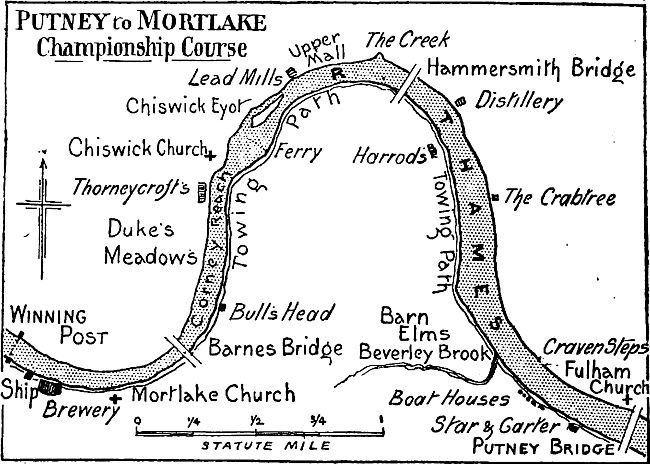 PUTNEY to MORTLAKE
Championship Course
The Creek
Upper
Mall
Lead Mills
Hammersmith Bridge
Chiswick Eyot
Distillery
Chiswick Church
Ferry
Harrods
Thorneycroft's
The Crabtree
Duke's
Meadows
Corney Reach
Towing Path
Towing Path
R THAMES
WINNING
POST
Bull's Head
Barnes Bridge
Barn
Elms
Beverley Brook
Craven Steps
Fulham
Church
Ship
Brewery
Mortlake Church
Boat Houses
Star & Garter
PUTNEY BRIDGE
0 1/4 1/2 3/4 1
STATUTE MILE